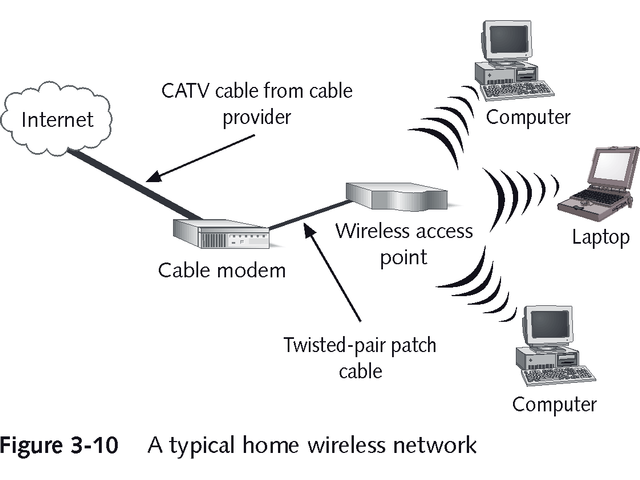 CATV cable from cable
provider
Internet
Computer
Wireless access
point
Laptop
Cable modem
Twisted-pair patch
cable
Computer
Figure 3-10 A typical home wireless network